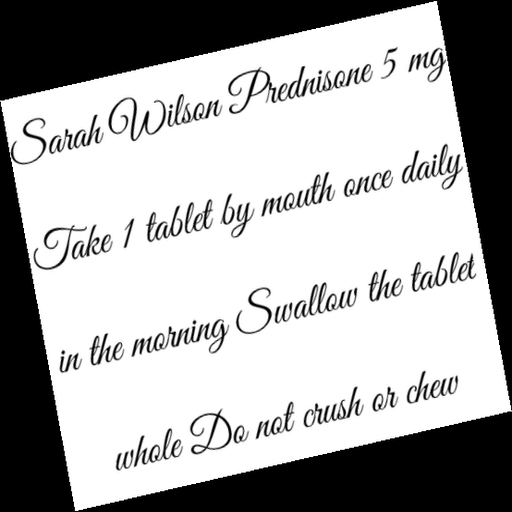 Sarah Wilson Prednisone 5 mg
Take 1 tablet by mouth once daily
in the morning Swallow the tablet
whole Do not crush or chew